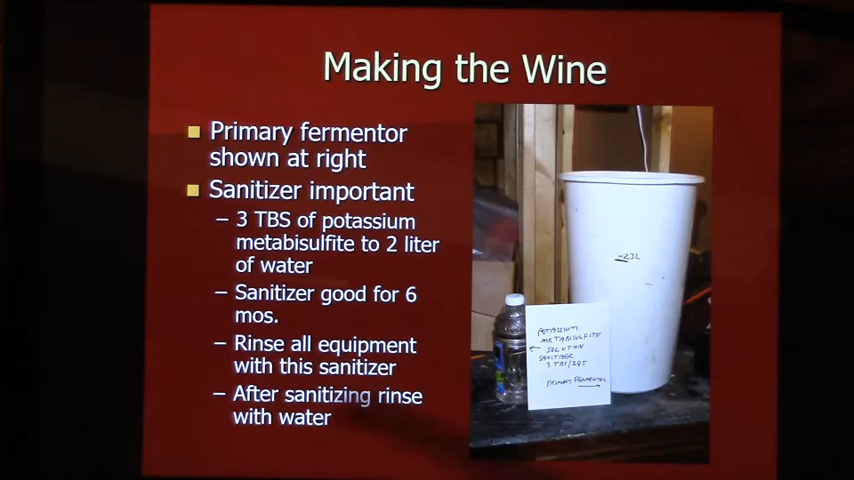 Making the Wine
Primary fermentor
shown at right
Sanitizer important
– 3 TBS of potassium
metabisulfite to 2 liter
of water
– Sanitizer good for 6
mos.
– Rinse all equipment
with this sanitizer
– After sanitizing rinse
with water
-23L
POTASSIUM
METABISULFITE
← SOLUTION
SANITIZER
3 TBS/2QT
PRIMARY FERMENTOR